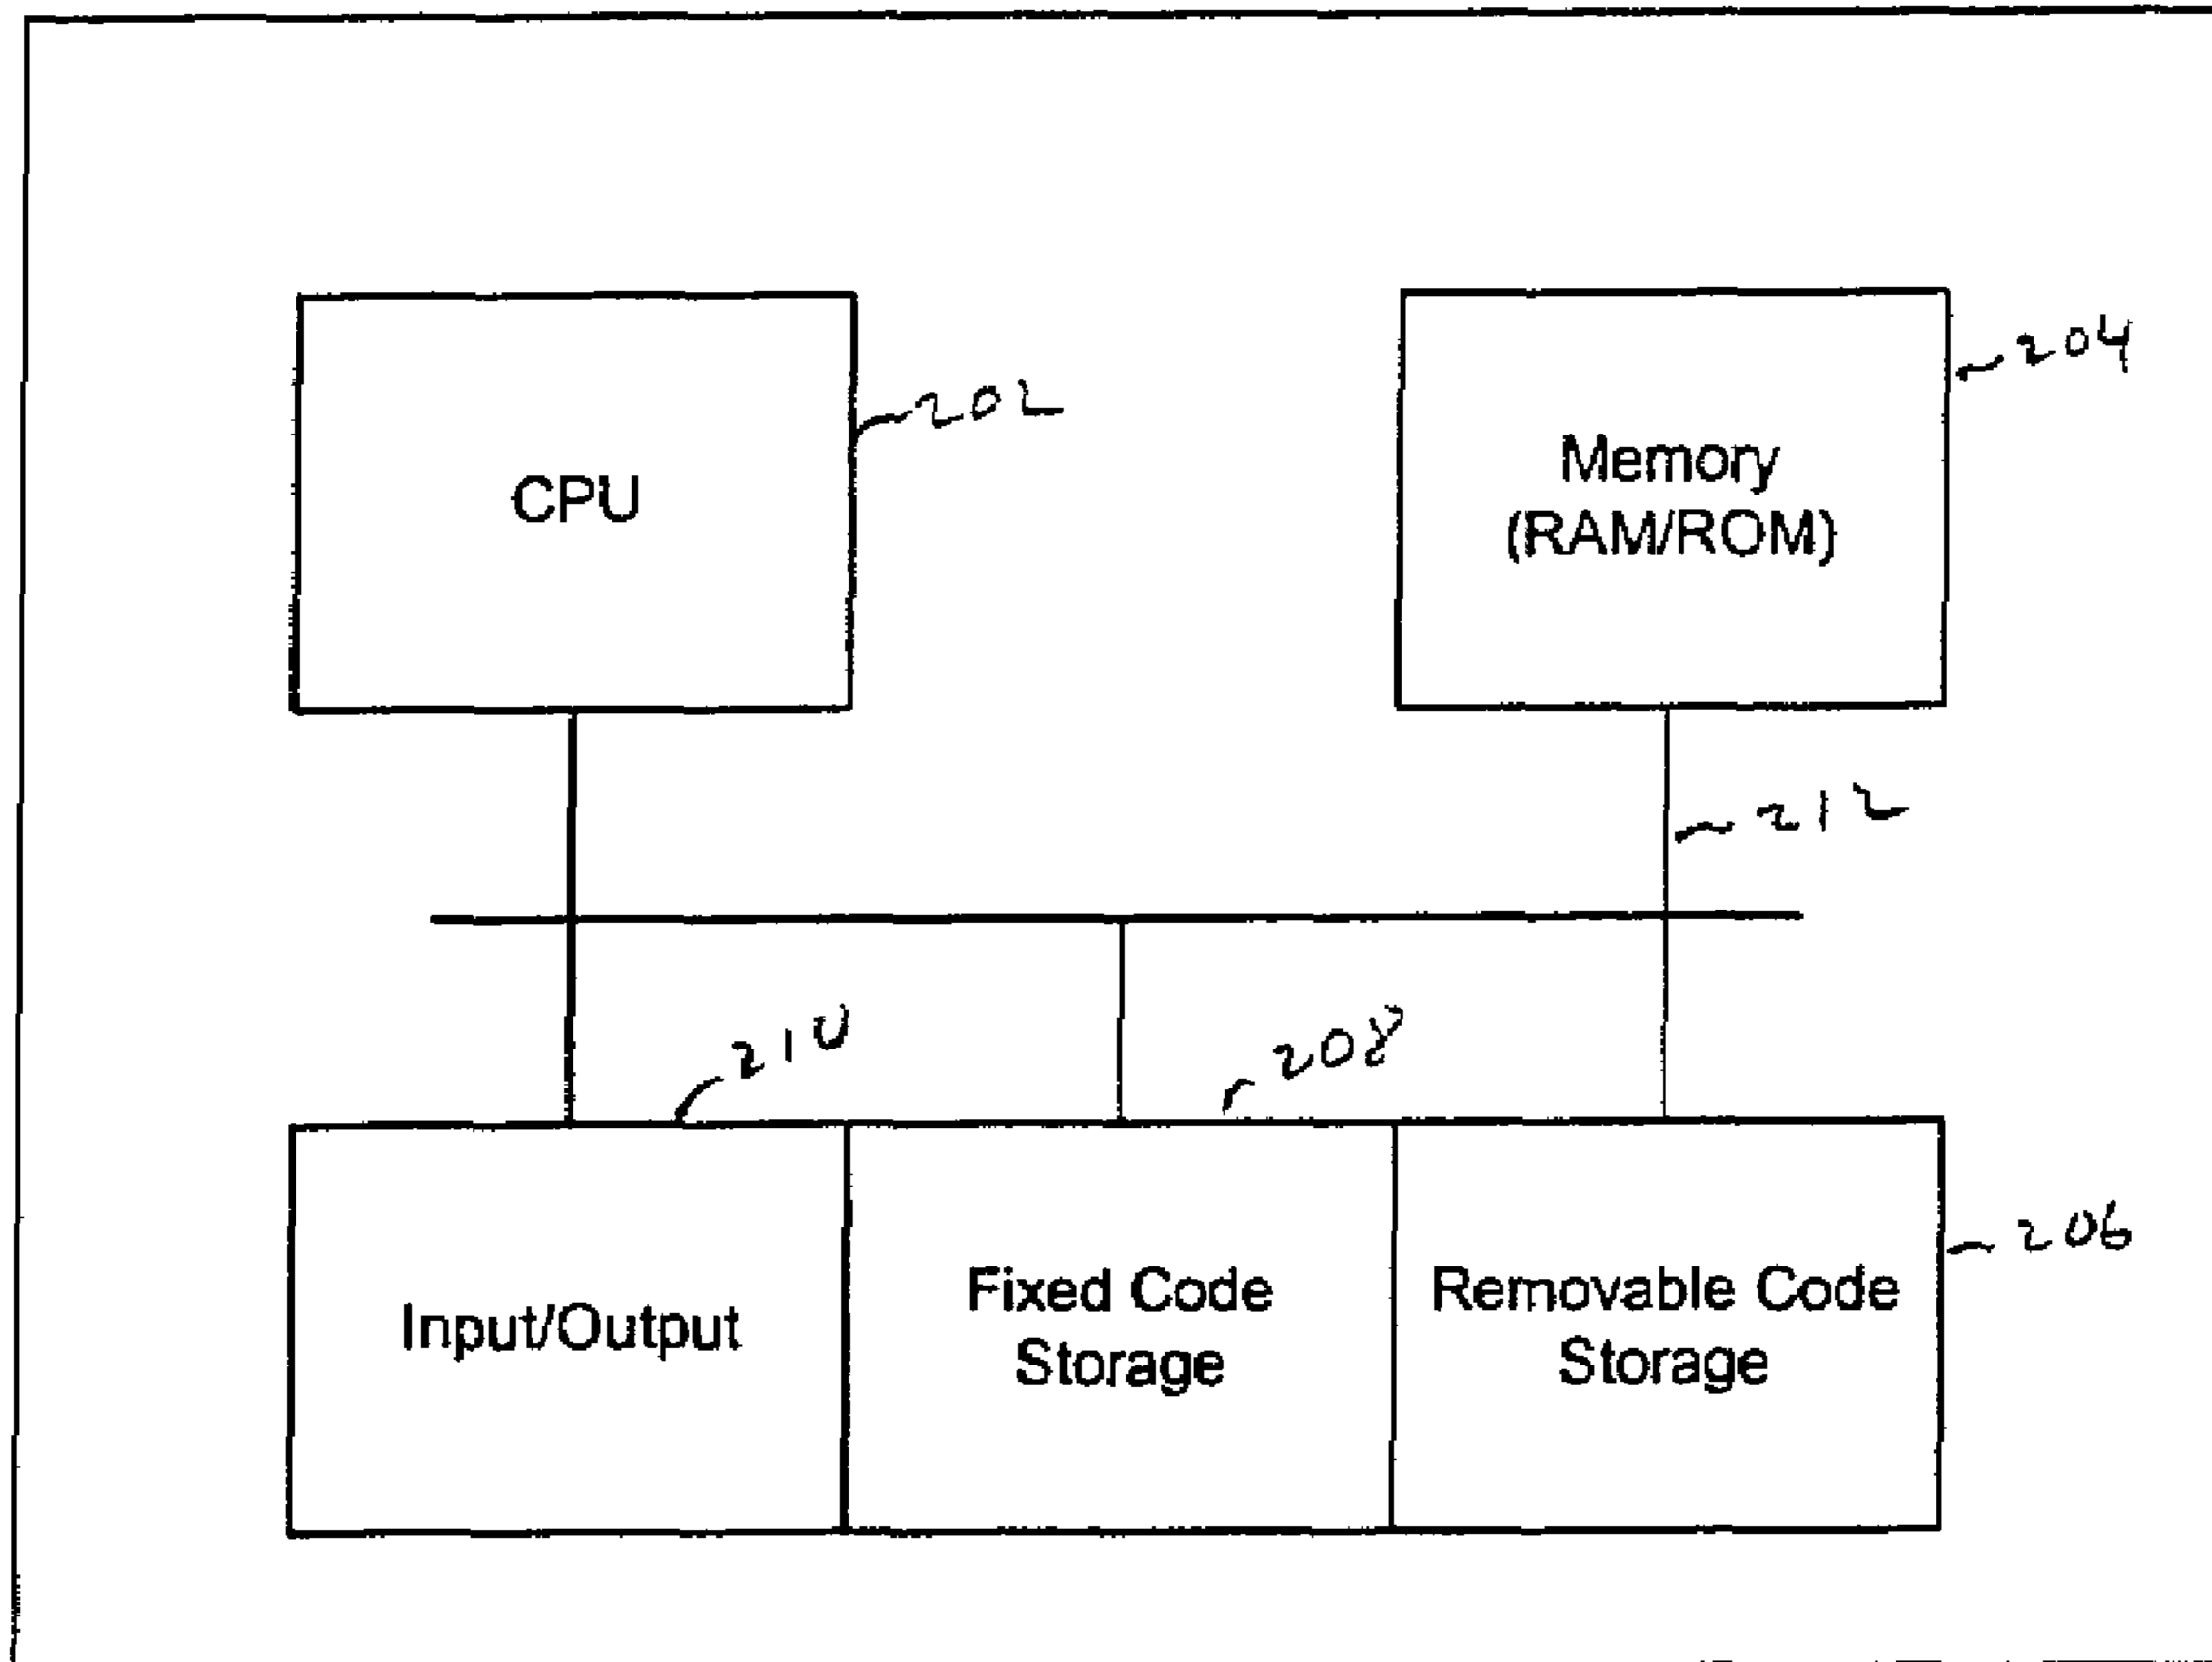 204
202
CPU
Memory
(RAM/ROM)
212
210
208
206
Input/Output
Fixed Code
Storage
Removable Code
Storage